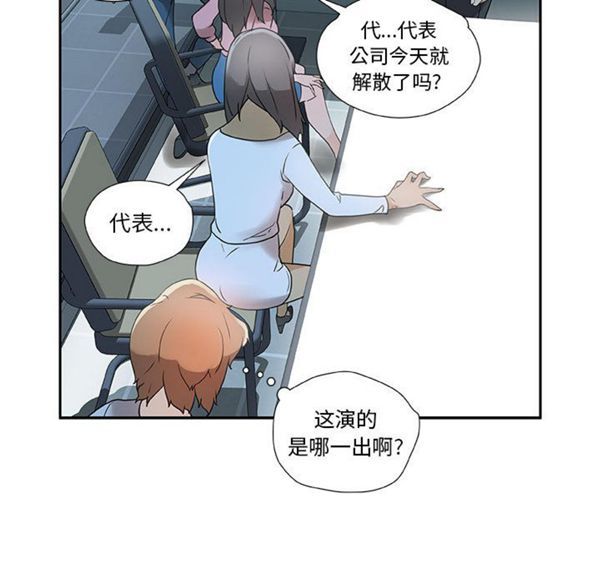 代...代表
公司今天就
解散了吗?
代表...
这演的
是哪一出啊?